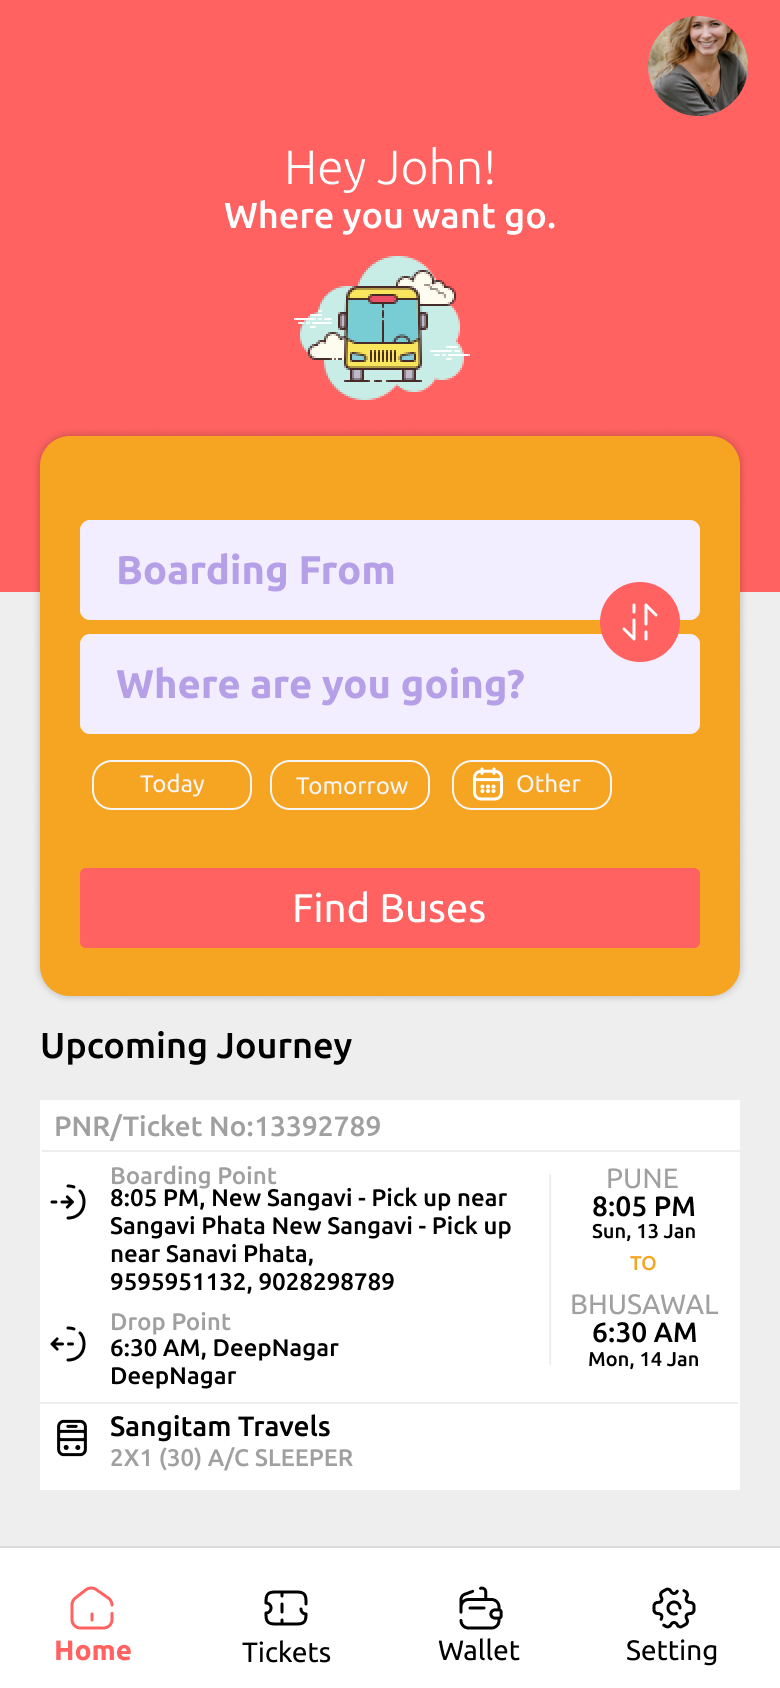 Hey John!
Where you want go.
Boarding From
Where are you going?
Today
Tomorrow
Other
Find Buses
Upcoming Journey
PNR/Ticket No:13392789
Boarding Point
8:05 PM, New Sangavi - Pick up near
Sangavi Phata New Sangavi - Pick up
near Sanavi Phata,
9595951132, 9028298789
Drop Point
6:30 AM, DeepNagar
DeepNagar
PUNE
8:05 PM
Sun, 13 Jan
TO
BHUSAWAL
6:30 AM
Mon, 14 Jan
Sangitam Travels
2X1 (30) A/C SLEEPER
Home
Tickets
Wallet
Setting